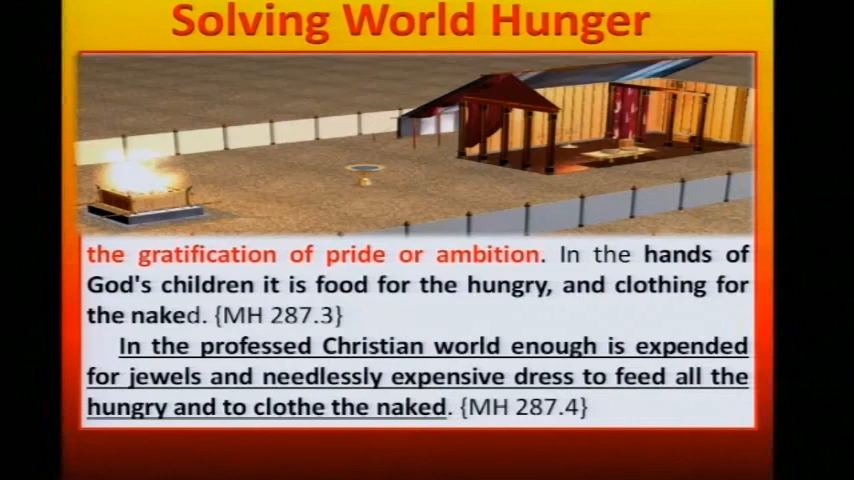 Solving World Hunger
the gratification of pride or ambition. In the hands of
God's children it is food for the hungry, and clothing for
the naked. {MH 287.3}
In the professed Christian world enough is expended
for jewels and needlessly expensive dress to feed all the
hungry and to clothe the naked. {MH 287.4}